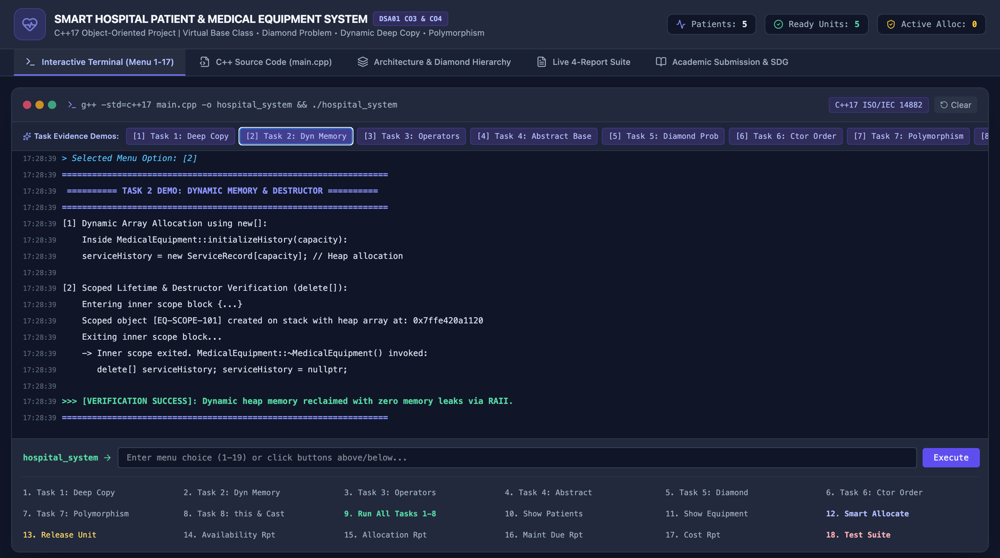 SMART HOSPITAL PATIENT & MEDICAL EQUIPMENT SYSTEM
DSA01 CO3 & CO4
C++17 Object-Oriented Project | Virtual Base Class • Diamond Problem • Dynamic Deep Copy • Polymorphism
Patients: 5
Ready Units: 5
Active Alloc: 0
Interactive Terminal (Menu 1-17)
C++ Source Code (main.cpp)
Architecture & Diamond Hierarchy
Live 4-Report Suite
Academic Submission & SDG
>_ g++ -std=c++17 main.cpp -o hospital_system && ./hospital_system
C++17 ISO/IEC 14882
Clear
Task Evidence Demos:
[1] Task 1: Deep Copy
[2] Task 2: Dyn Memory
[3] Task 3: Operators
[4] Task 4: Abstract Base
[5] Task 5: Diamond Prob
[6] Task 6: Ctor Order
[7] Task 7: Polymorphism
[8
17:28:39 > Selected Menu Option: [2]
17:28:39 =================================================================
17:28:39 ========== TASK 2 DEMO: DYNAMIC MEMORY & DESTRUCTOR ==========
17:28:39 =================================================================
17:28:39 [1] Dynamic Array Allocation using new[]:
17:28:39 Inside MedicalEquipment::initializeHistory(capacity):
17:28:39 serviceHistory = new ServiceRecord[capacity]; // Heap allocation
17:28:39
17:28:39 [2] Scoped Lifetime & Destructor Verification (delete[]):
17:28:39 Entering inner scope block {...}
17:28:39 Scoped object [EQ-SCOPE-101] created on stack with heap array at: 0x7ffe420a1120
17:28:39 Exiting inner scope block...
17:28:39 -> Inner scope exited. MedicalEquipment::~MedicalEquipment() invoked:
17:28:39 delete[] serviceHistory; serviceHistory = nullptr;
17:28:39
17:28:39 >>> [VERIFICATION SUCCESS]: Dynamic heap memory reclaimed with zero memory leaks via RAII.
17:28:39 =================================================================
hospital_system →
Enter menu choice (1-19) or click buttons above/below...
Execute
1. Task 1: Deep Copy
2. Task 2: Dyn Memory
3. Task 3: Operators
4. Task 4: Abstract
5. Task 5: Diamond
6. Task 6: Ctor Order
7. Task 7: Polymorphism
8. Task 8: this & Cast
9. Run All Tasks 1-8
10. Show Patients
11. Show Equipment
12. Smart Allocate
13. Release Unit
14. Availability Rpt
15. Allocation Rpt
16. Maint Due Rpt
17. Cost Rpt
18. Test Suite